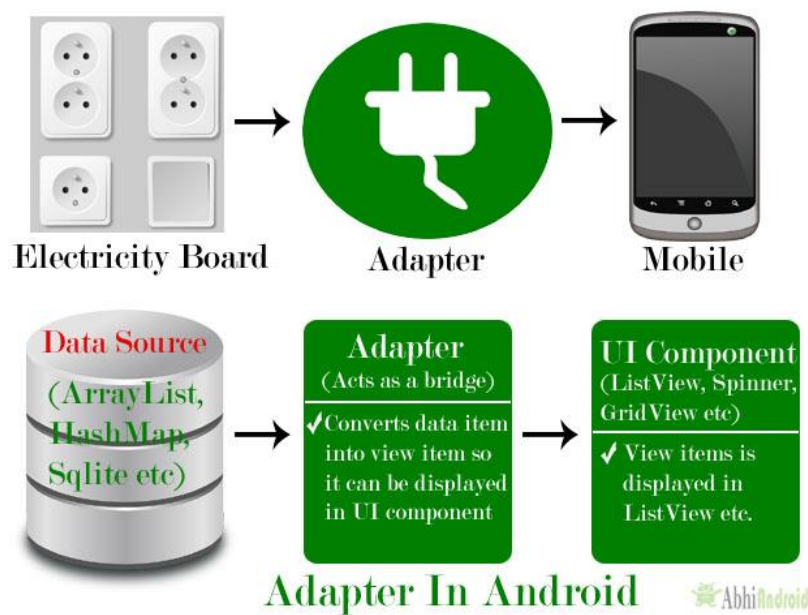 Electricity Board
Adapter
Mobile
Data Source
(ArrayList,
HashMap,
Sqlite etc)
Adapter
(Acts as a bridge)
✓Converts data item
into view item so
it can be displayed
in UI component
UI Component
(ListView, Spinner,
GridView etc)
✓ View items is
displayed in
ListView etc.
Adapter In Android
AbhiAndroid